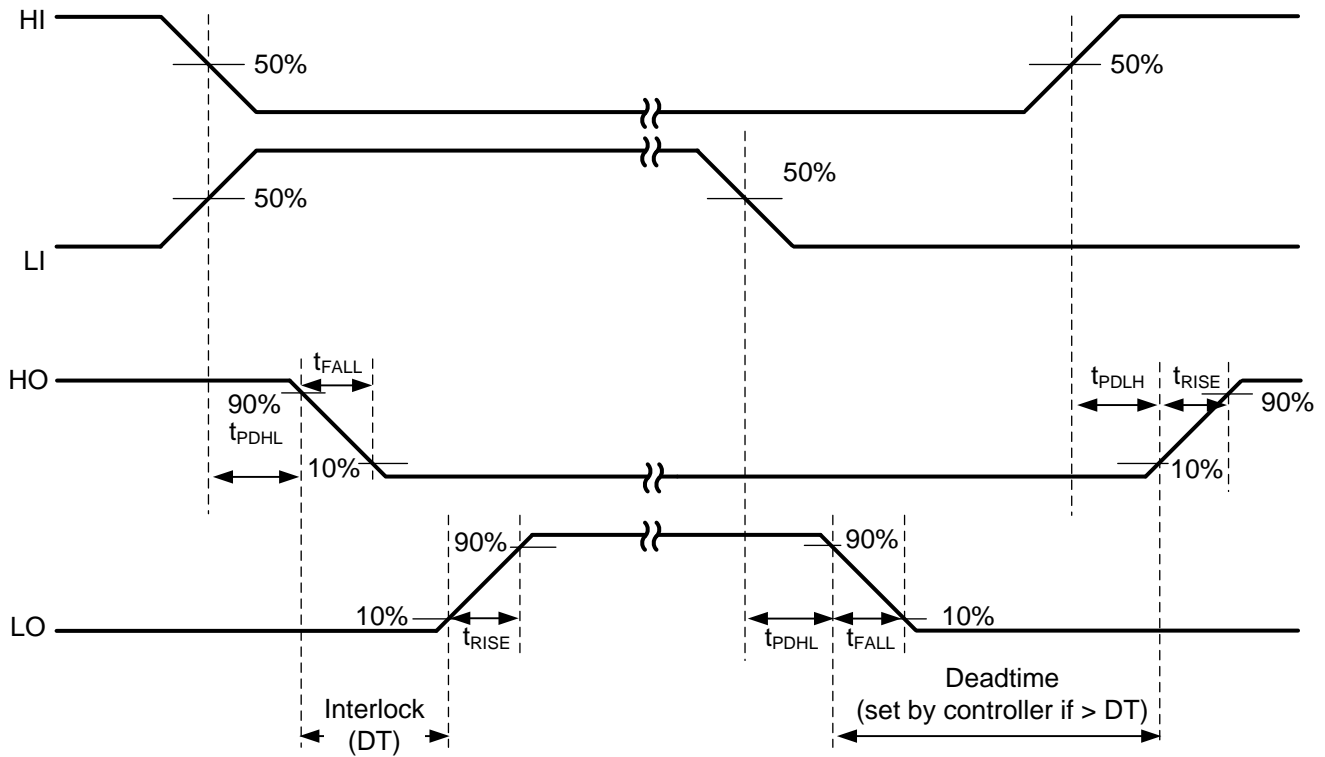 HI
50%
50%
50%
50%
LI
HO
tFALL
90%
tPDHL
10%
tPDLH
tRISE
90%
10%
LO
90%
10%
tRISE
90%
10%
tPDHL
tFALL
Interlock
(DT)
Deadtime
(set by controller if > DT)